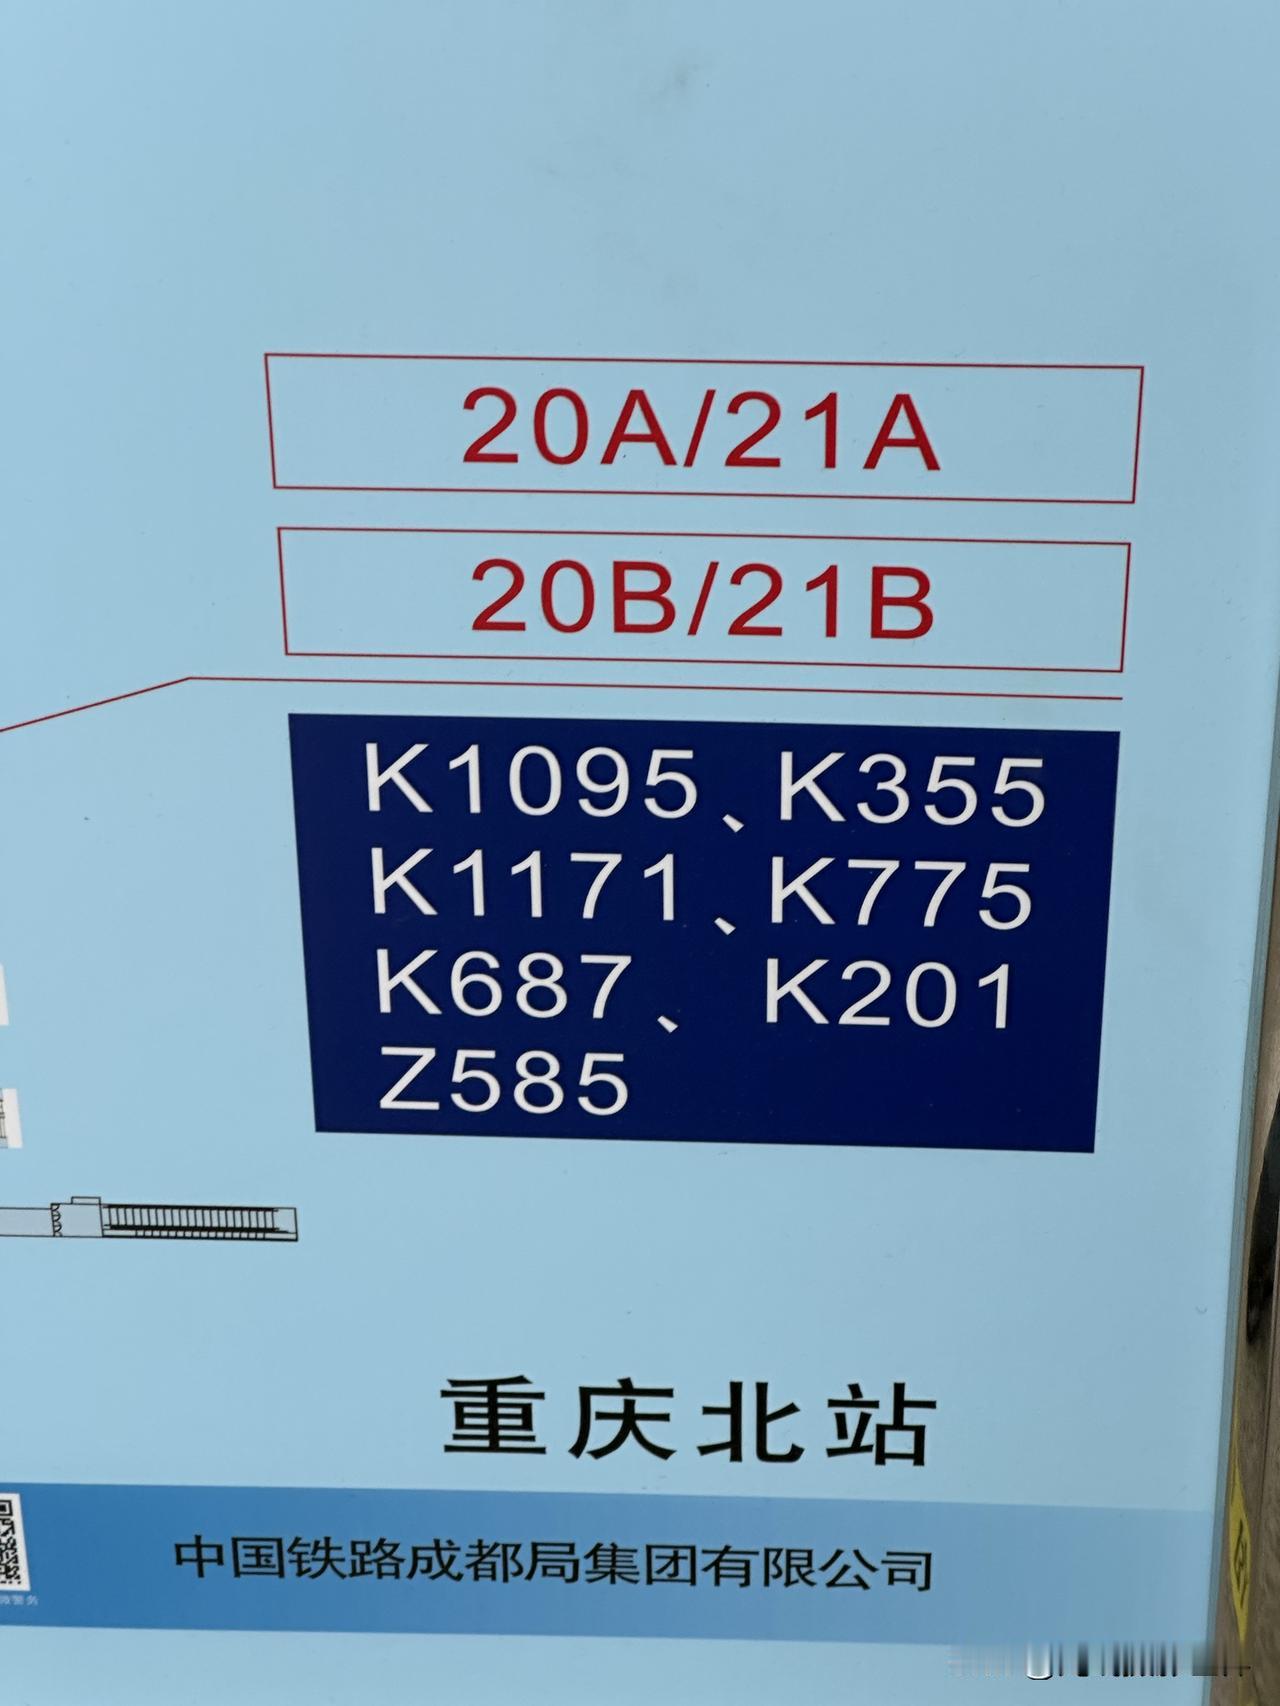 20A/21A
20B/21B
K1095、K355
K1171、K775
K687、K201
Z585
重庆北站
中国铁路成都局集团有限公司